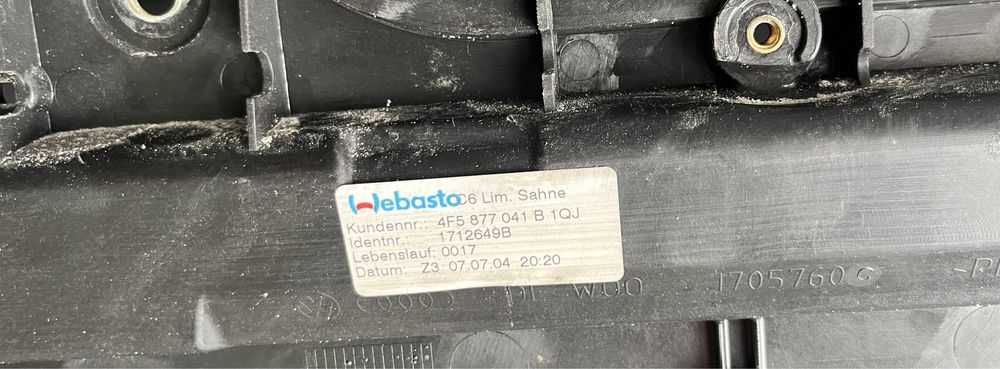 Webasto C6 Lim. Sahne
Kundennr.: 4F5 877 041 B 1QJ
Identnr.: 1712649B
Lebenslauf: 0017
Datum: Z3 07.07.04 20:20
1705760